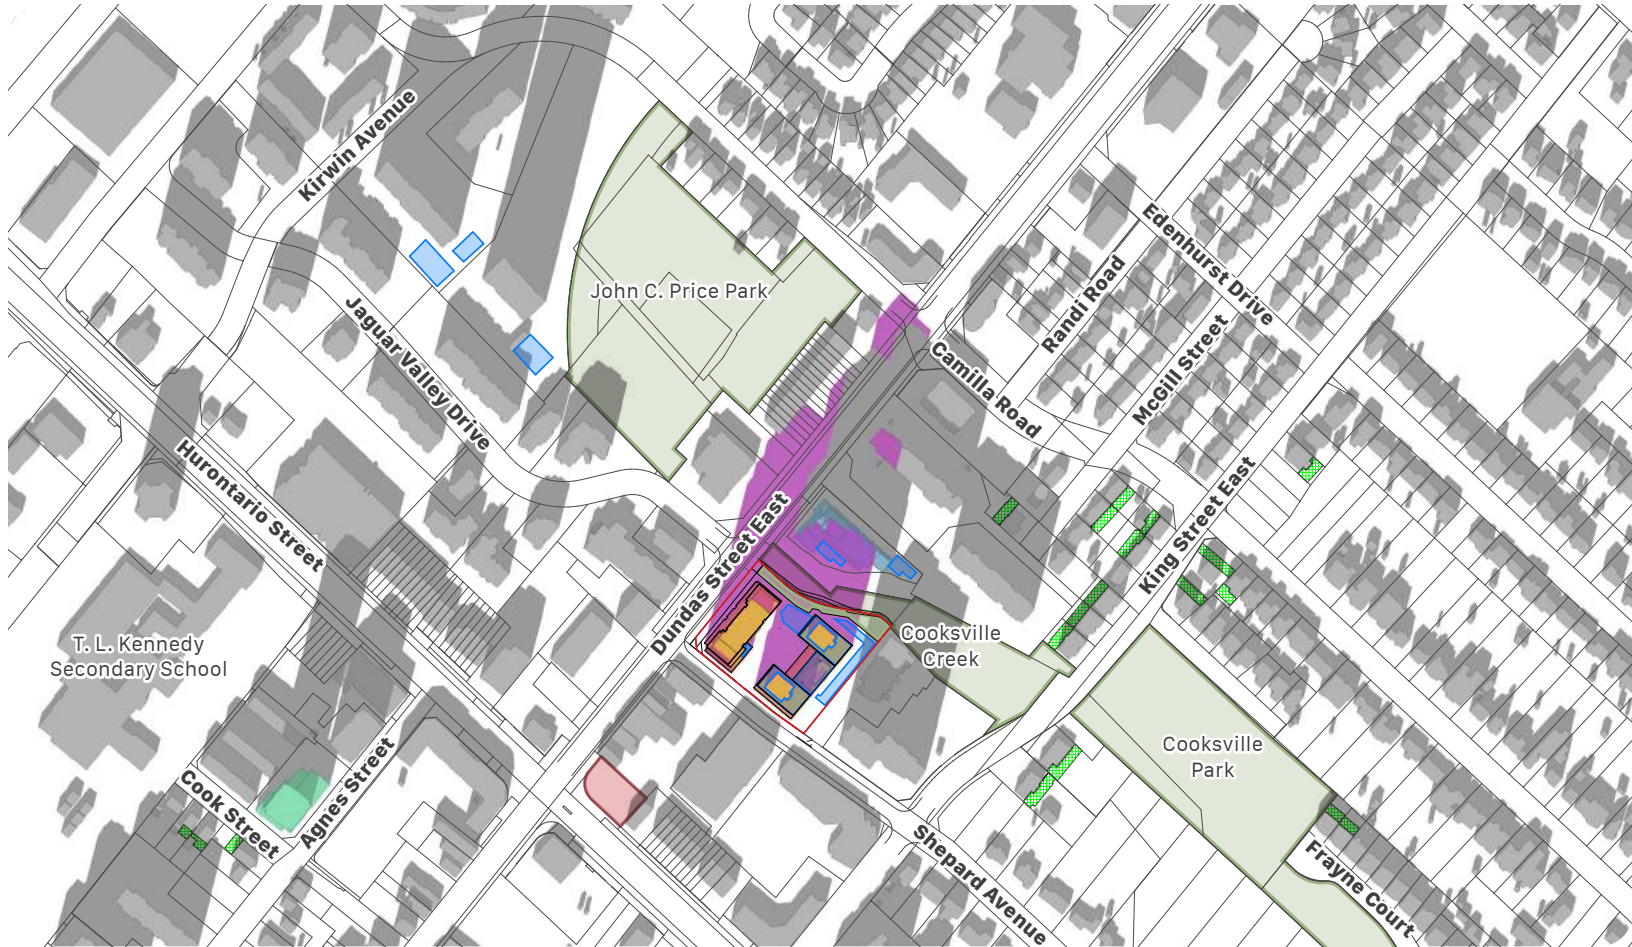 Kirwin Avenue
Edenhurst Drive
John C. Price Park
Randi Road
Jaguar Valley Drive
McGill Street
Camilla Road
Hurontario Street
King Street East
Dundas Street East
T. L. Kennedy
Secondary School
Cooksville
Creek
Cooksville
Park
Cook Street
Agnes Street
Shepard Avenue
Frayne Court